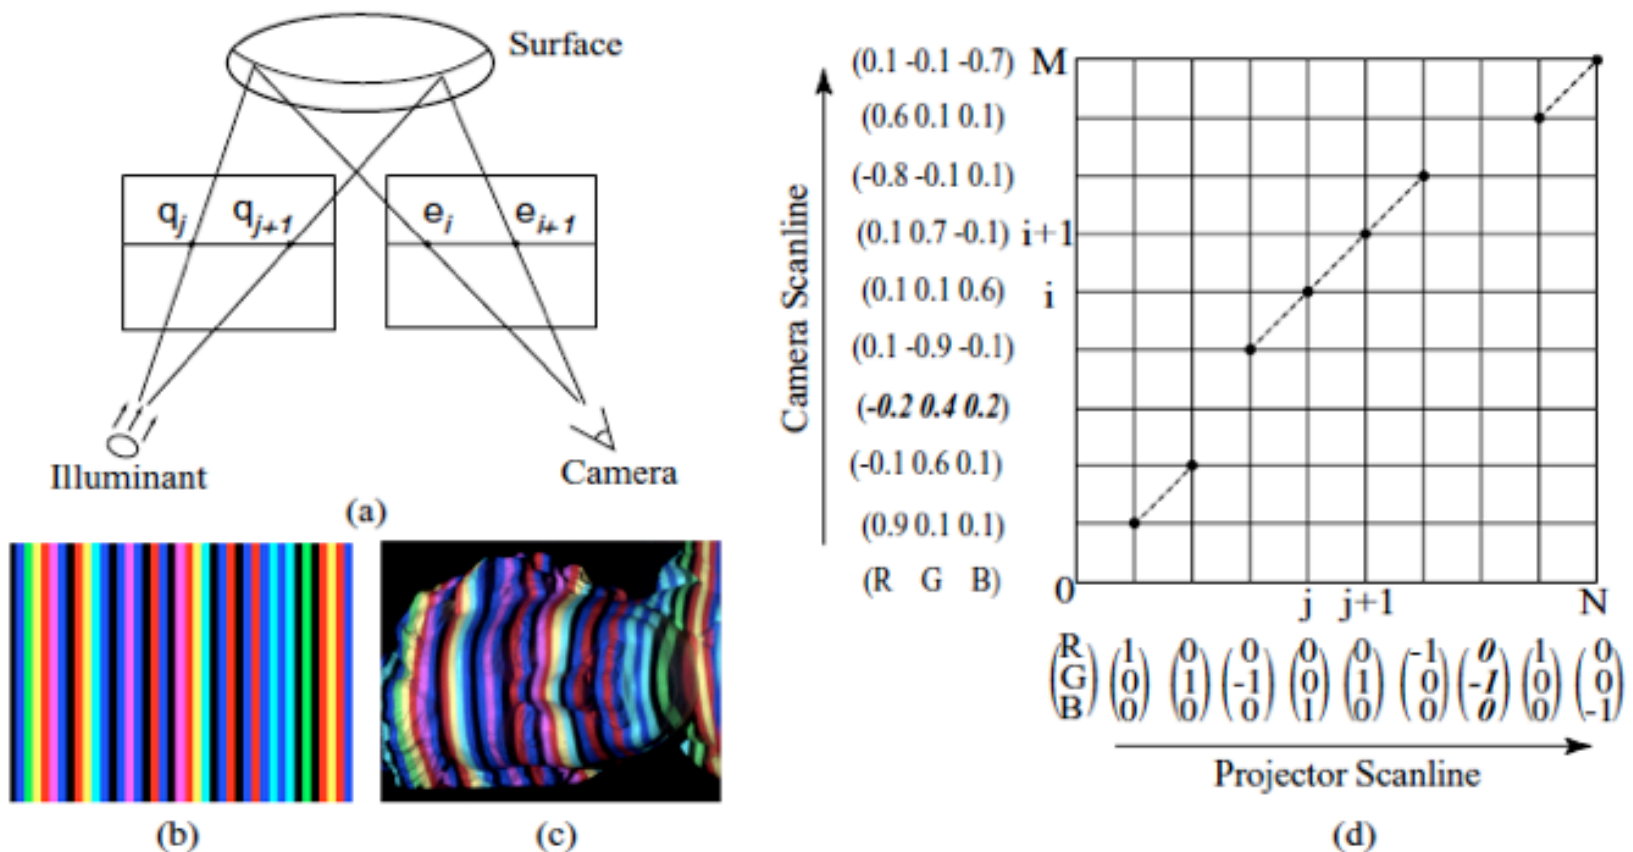 Surface
qj qj+1 ei ei+1
Illuminant
Camera
(a)
(b)
(c)
Camera Scanline
(0.1 -0.1 -0.7) M
(0.6 0.1 0.1)
(-0.8 -0.1 0.1)
(0.1 0.7 -0.1) i+1
(0.1 0.1 0.6) i
(0.1 -0.9 -0.1)
(-0.2 0.4 0.2)
(-0.1 0.6 0.1)
(0.9 0.1 0.1)
(R G B) 0
j j+1 N
R 1 0 0 0 0 -1 0 1 0
G 0 1 -1 0 1 0 -1 0 0
B 0 0 0 1 0 0 0 0 -1
Projector Scanline
(d)